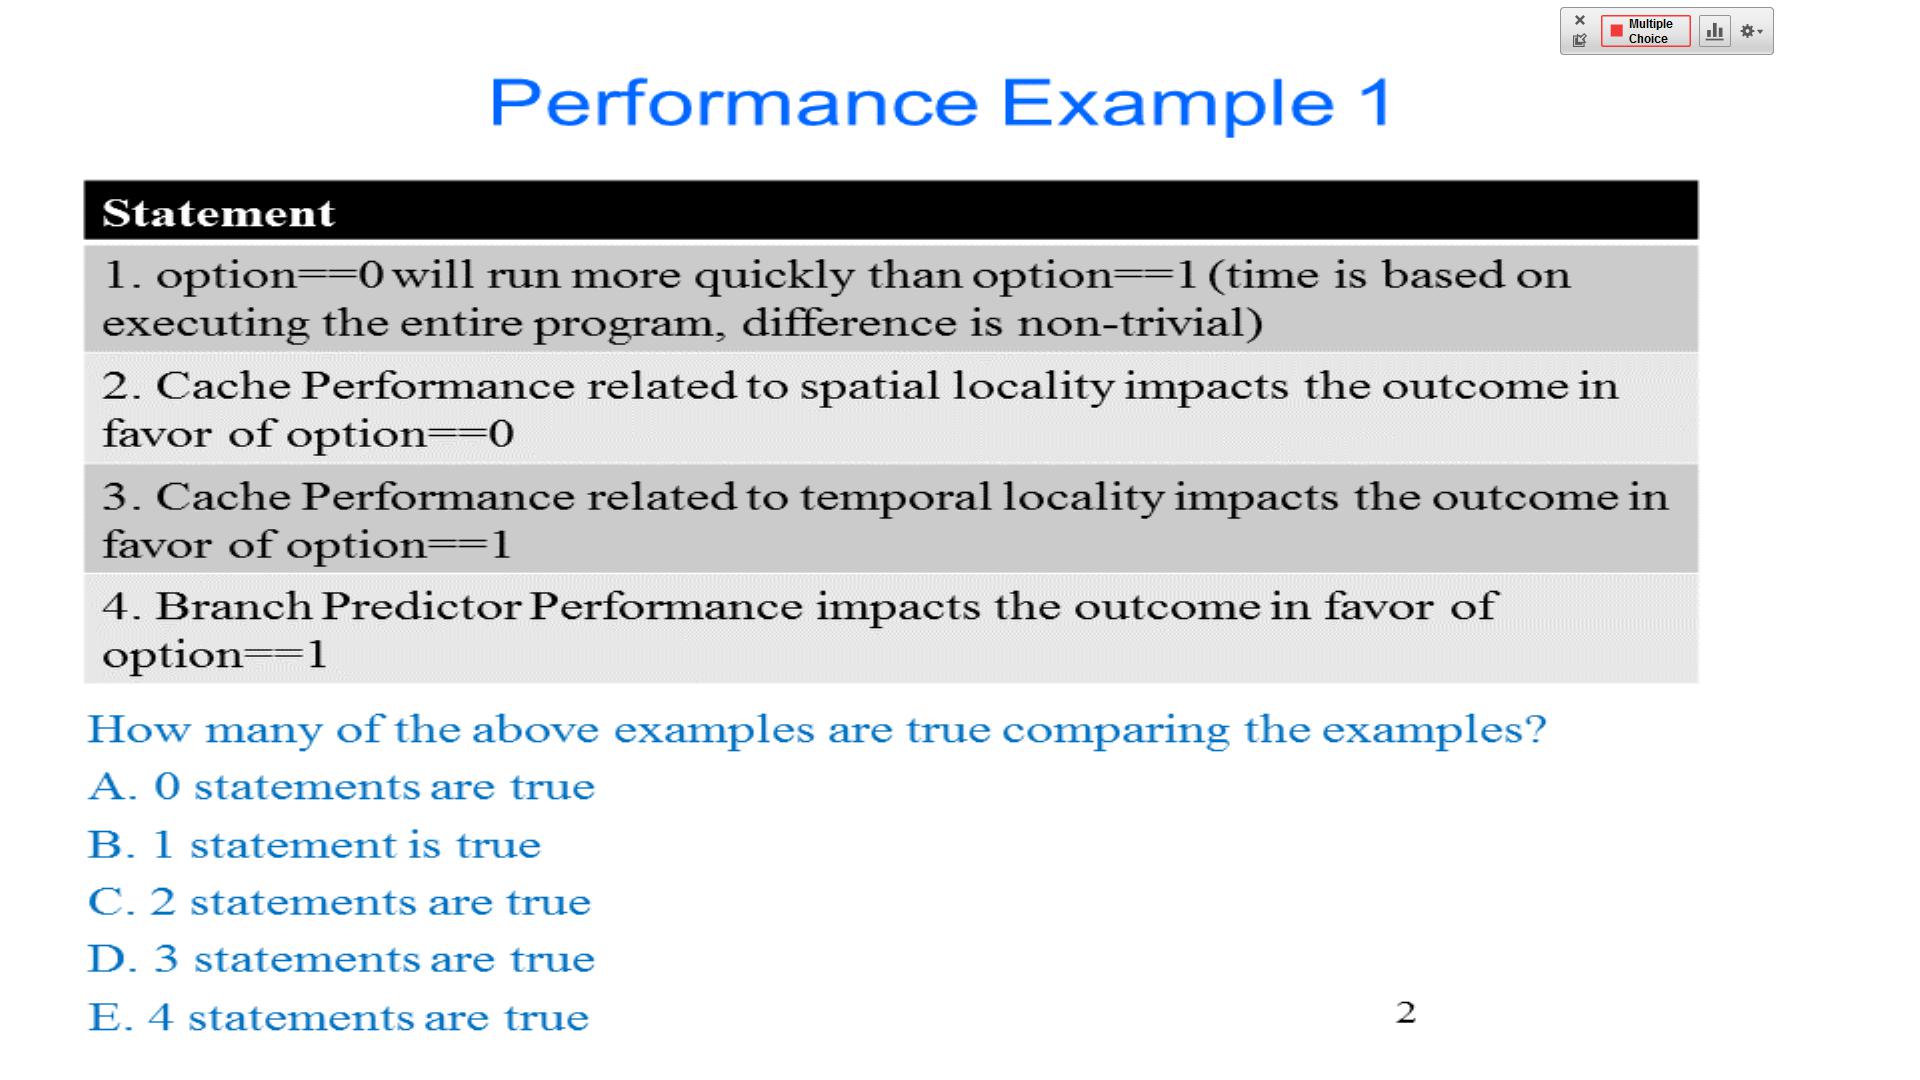 Multiple
Choice
Performance Example 1
Statement
1. option==0 will run more quickly than option==1 (time is based on
executing the entire program, difference is non-trivial)
2. Cache Performance related to spatial locality impacts the outcome in
favor of option==0
3. Cache Performance related to temporal locality impacts the outcome in
favor of option==1
4. Branch Predictor Performance impacts the outcome in favor of
option==1
How many of the above examples are true comparing the examples?
A. 0 statements are true
B. 1 statement is true
C. 2 statements are true
D. 3 statements are true
E. 4 statements are true
2